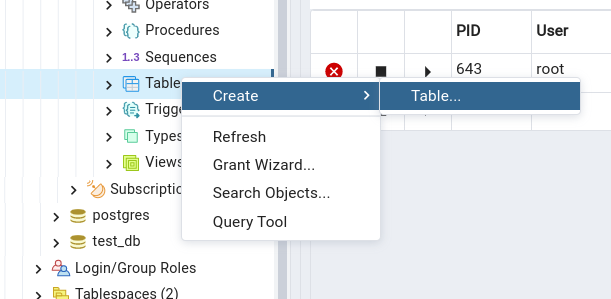 Operators
Procedures
1..3 Sequences
Table
Trigg
Types
Views
Subscriptio
postgres
test_db
Login/Group Roles
Tablespaces (2)
Create
Refresh
Grant Wizard...
Search Objects...
Query Tool
Table...
PID User
643 root